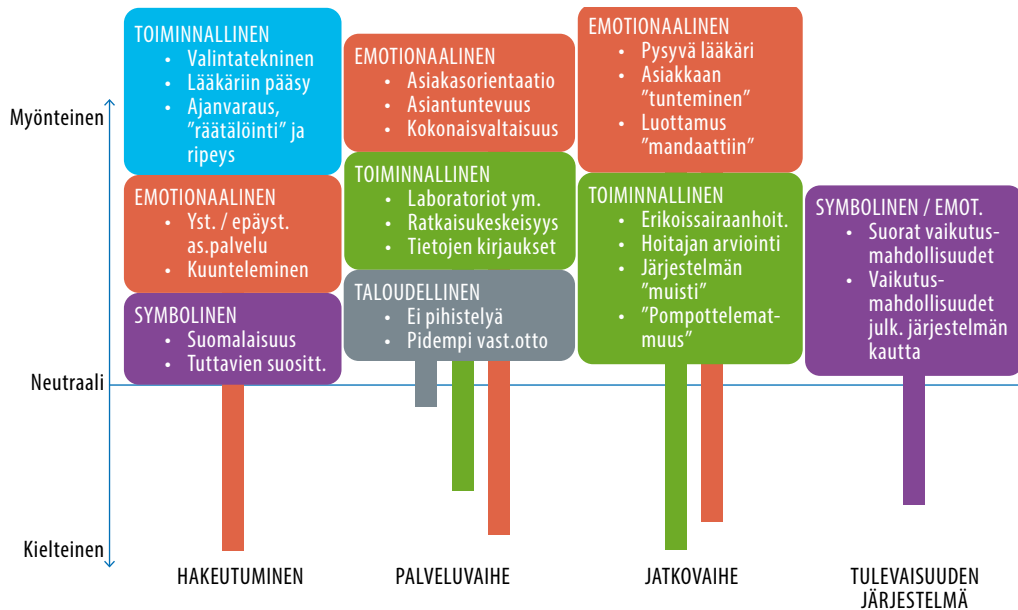 Myönteinen
Neutraali
Kielteinen
TOIMINNALLINEN
• Valintatekninen
• Lääkäriin pääsy
• Ajanvaraus,
”räätälöinti” ja
ripeys
EMOTIONAALINEN
• Yst. / epäyst.
as.palvelu
• Kuunteleminen
SYMBOLINEN
• Suomalaisuus
• Tuttavien suositt.
HAKEUTUMINEN
EMOTIONAALINEN
• Asiakasorientaatio
• Asiantuntevuus
• Kokonaisvaltaisuus
TOIMINNALLINEN
• Laboratoriot ym.
• Ratkaisukeskeisyys
• Tietojen kirjaukset
TALOUDELLINEN
• Ei pihistelyä
• Pidempi vast.otto
PALVELUVAIHE
EMOTIONAALINEN
• Pysyvä lääkäri
• Asiakkaan
”tunteminen”
• Luottamus
”mandaattiin”
TOIMINNALLINEN
• Erikoissairaanhoit.
• Hoitajan arviointi
• Järjestelmän
”muisti”
• ”Pompottelemat-
muus”
JATKOVAIHE
SYMBOLINEN / EMOT.
• Suorat vaikutus-
mahdollisuudet
• Vaikutus-
mahdollisuudet
julk. järjestelmän
kautta
TULEVAISUUDEN
JÄRJESTELMÄ